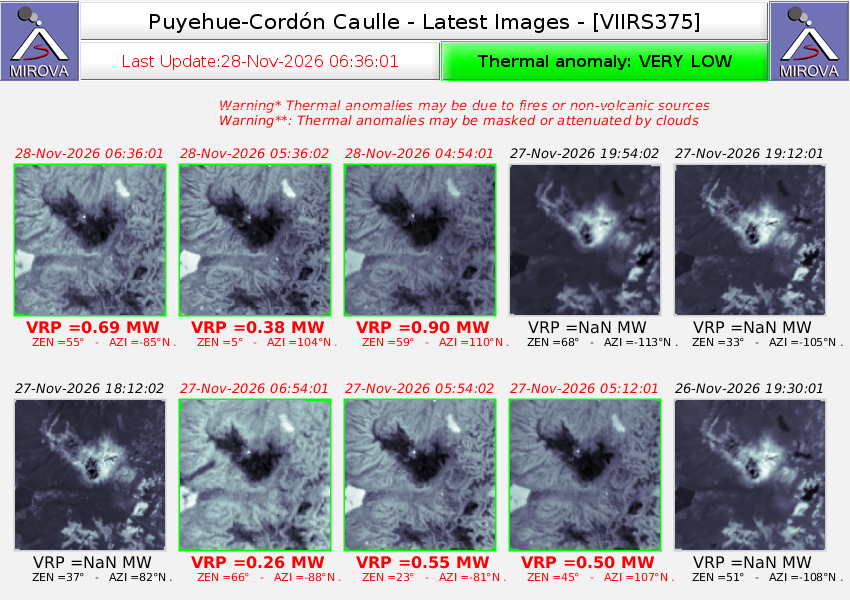 Puyehue-Cordón Caulle - Latest Images - [VIIRS375]
MIROVA
Last Update:28-Nov-2026 06:36:01
Thermal anomaly: VERY LOW
MIROVA
Warning* Thermal anomalies may be due to fires or non-volcanic sources
Warning**: Thermal anomalies may be masked or attenuated by clouds
28-Nov-2026 06:36:01 28-Nov-2026 05:36:02 28-Nov-2026 04:54:01 27-Nov-2026 19:54:02 27-Nov-2026 19:12:01
VRP =0.69 MW VRP =0.38 MW VRP =0.90 MW VRP =NaN MW VRP =NaN MW
ZEN =55° - AZI =-85°N . ZEN =5° - AZI =104°N . ZEN =59° - AZI =110°N . ZEN =68° - AZI =-113°N . ZEN =33° - AZI =-105°N .
27-Nov-2026 18:12:02 27-Nov-2026 06:54:01 27-Nov-2026 05:54:02 27-Nov-2026 05:12:01 26-Nov-2026 19:30:01
VRP =NaN MW VRP =0.26 MW VRP =0.55 MW VRP =0.50 MW VRP =NaN MW
ZEN =37° - AZI =82°N . ZEN =66° - AZI =-88°N . ZEN =23° - AZI =-81°N . ZEN =45° - AZI =107°N . ZEN =51° - AZI =-108°N .